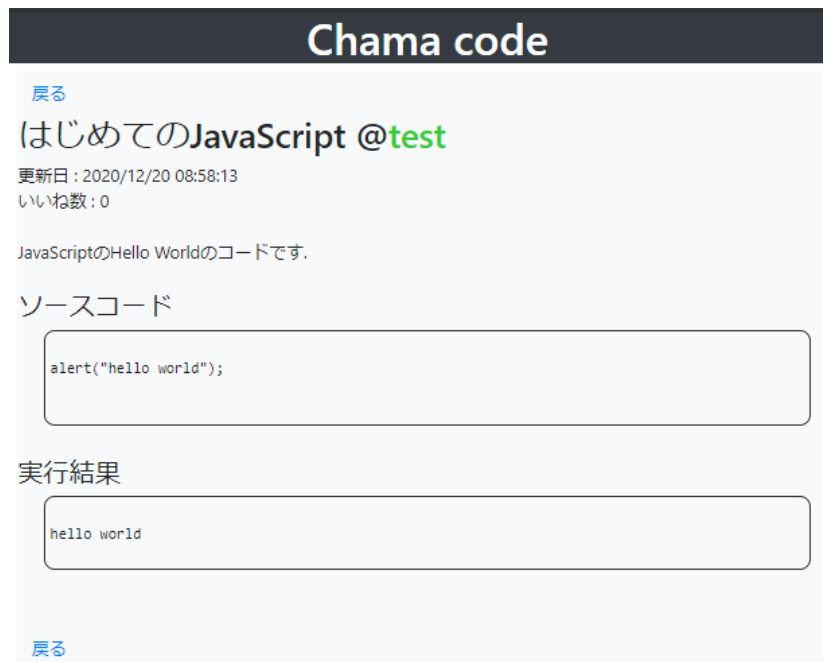 Chama code
戻る
はじめてのJavaScript @test
更新日 : 2020/12/20 08:58:13
いいね数 : 0
JavaScriptのHello Worldのコードです.
ソースコード
alert("hello world");
実行結果
hello world
戻る